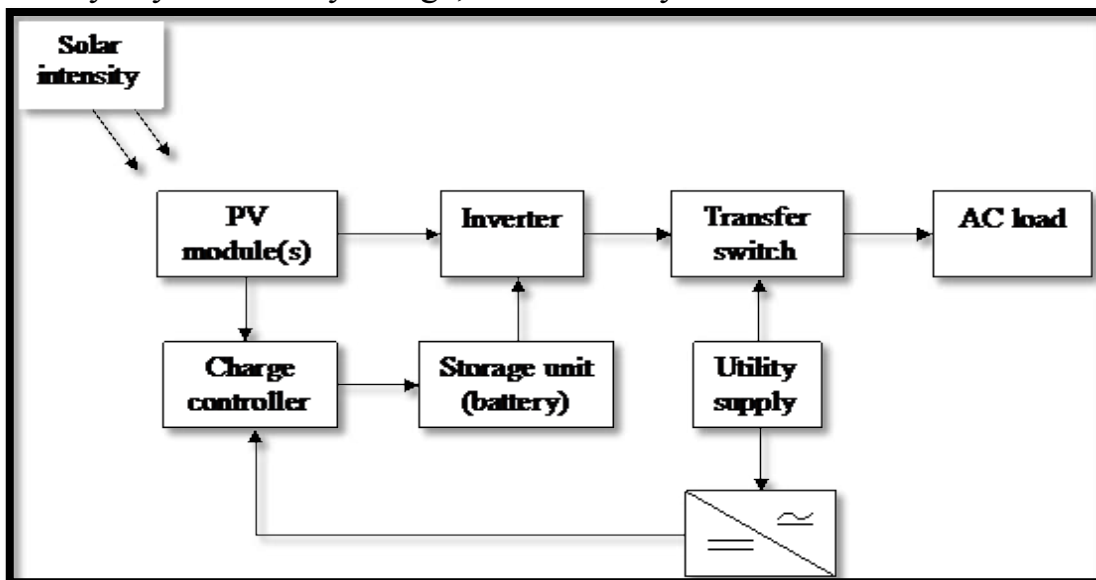 Solar
intensity
PV
module(s)
Inverter
Transfer
switch
AC load
Charge
controller
Storage unit
(battery)
Utility
supply